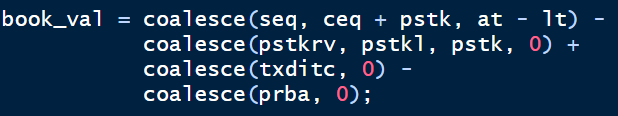 book_val = coalesce(seq, ceq + pstk, at - lt) -
coalesce(pstkrv, pstkl, pstk, 0) +
coalesce(txditc, 0) -
coalesce(prba, 0);